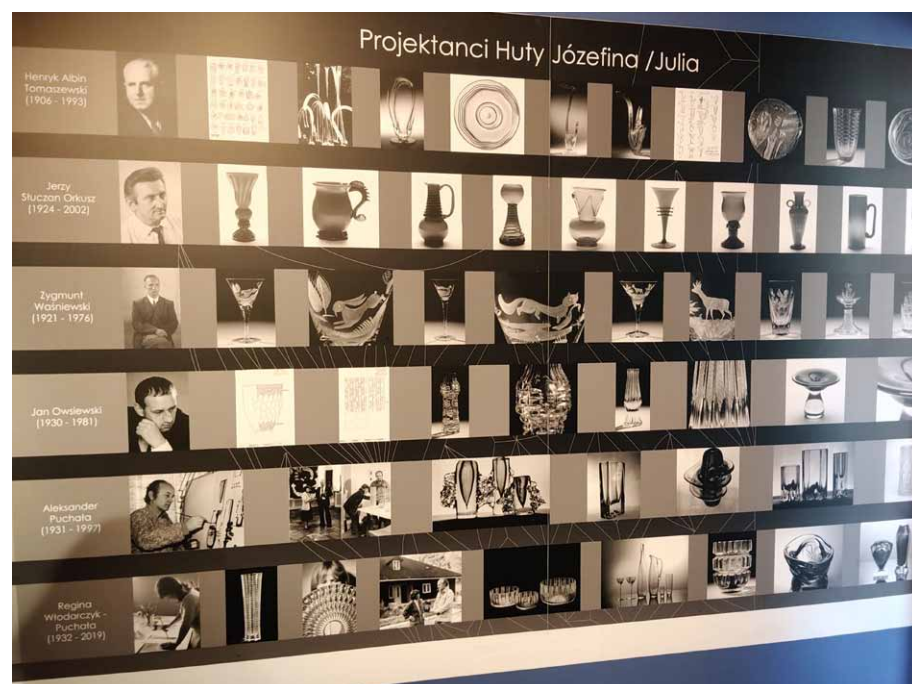 Projektanci Huty Józefina /Julia
Henryk Albin
Tomaszewski
(1906 - 1993)
Jerzy
Słuczan Orkusz
(1924 - 2002)
Zygmunt
Waśniewski
(1921 - 1976)
Jan Owsiewski
(1930 - 1981)
Aleksander
Puchała
(1931 - 1997)
Regina
Włodarczyk -
Puchała
(1932 - 2019)